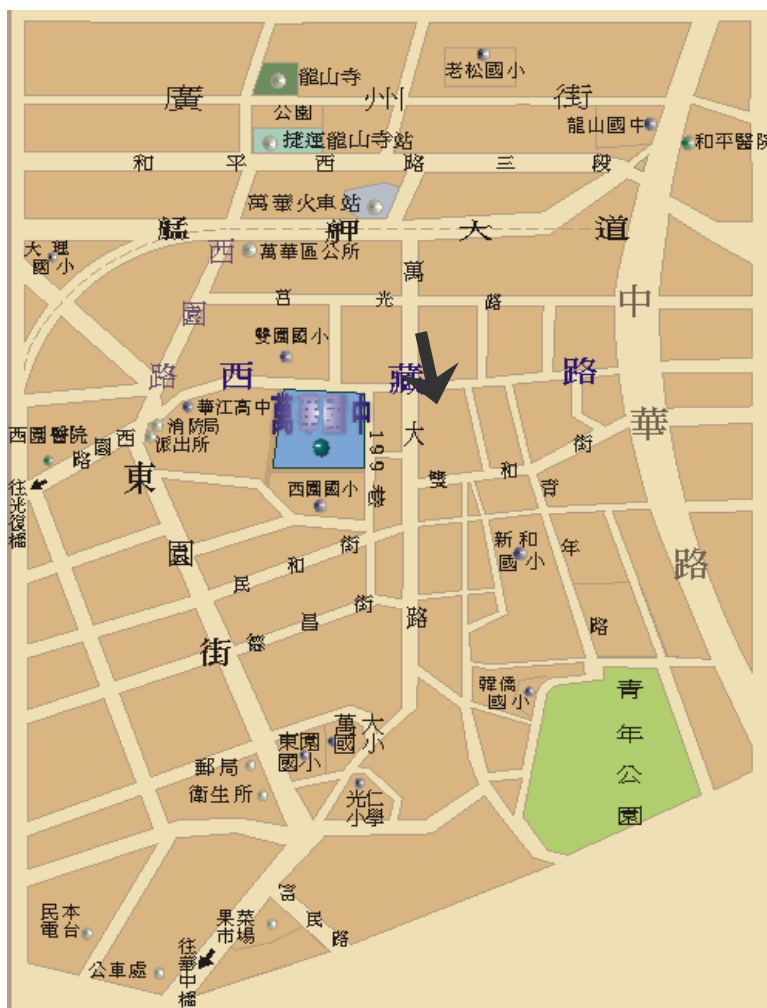 老松國小
龍山寺
廣州街
公園
龍山國中
捷運龍山寺站
和平醫院
和平西路三段
萬華火車站
艋舺大道
大理
國小
萬華區公所
西園路
萬大路
莒光路
中華路
雙園國小
西藏路
華江高中
萬華國中
消防局
派出所
西園醫院
西園路
199巷
雙和街
東園街
往光復橋
西園國小
青年路
新和
國小
民和街
德昌街
韓僑
國小
青年公園
萬大
國小
東園
國小
郵局
衛生所
光仁
小學
民本
電台
果菜
市場
富民路
公車處
往華中橋